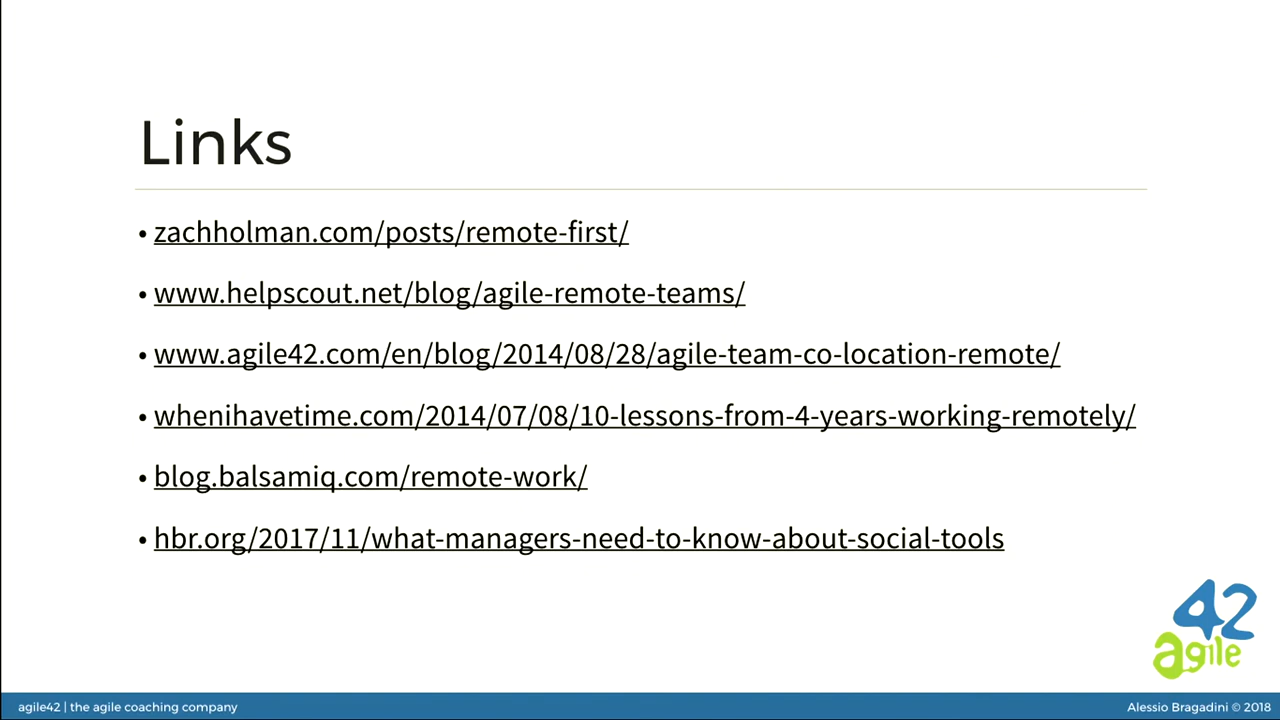 Links
• zachholman.com/posts/remote-first/
• www.helpscout.net/blog/agile-remote-teams/
• www.agile42.com/en/blog/2014/08/28/agile-team-co-location-remote/
• whenihavetime.com/2014/07/08/10-lessons-from-4-years-working-remotely/
• blog.balsamiq.com/remote-work/
• hbr.org/2017/11/what-managers-need-to-know-about-social-tools
42
agile
agile42 | the agile coaching company
Alessio Bragadini © 2018